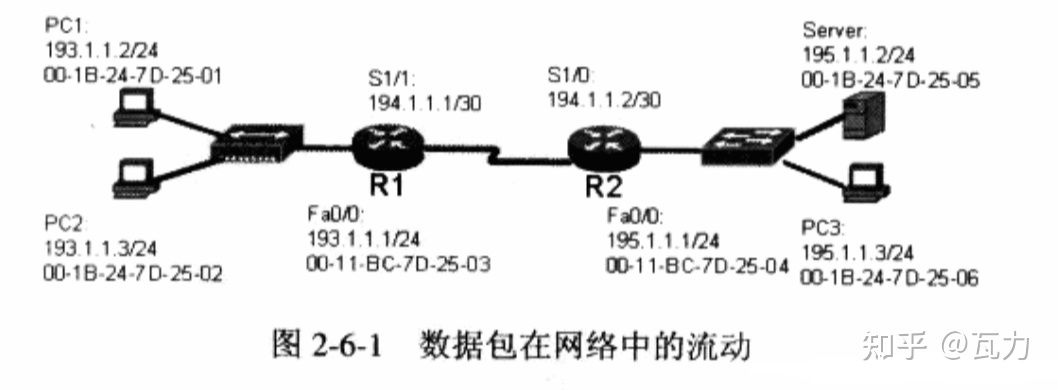 PC1:
193.1.1.2/24
00-1B-24-7D-25-01
S1/1:
194.1.1.1/30
S1/0:
194.1.1.2/30
Server:
195.1.1.2/24
00-1B-24-7D-25-05
R1
R2
PC2:
193.1.1.3/24
00-1B-24-7D-25-02
Fa0/0:
193.1.1.1/24
00-11-BC-7D-25-03
Fa0/0:
195.1.1.1/24
00-11-BC-7D-25-04
PC3:
195.1.1.3/24
00-1B-24-7D-25-06
图 2-6-1 数据包在网络中的流动
知乎 @瓦力